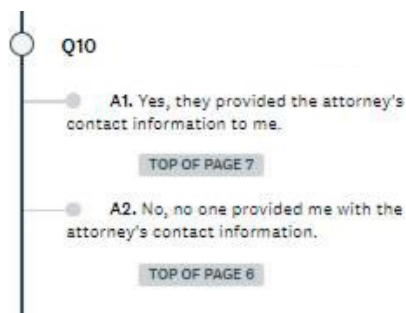 Q10
A1. Yes, they provided the attorney's
contact information to me.
TOP OF PAGE 7
A2. No, no one provided me with the
attorney's contact information.
TOP OF PAGE 6